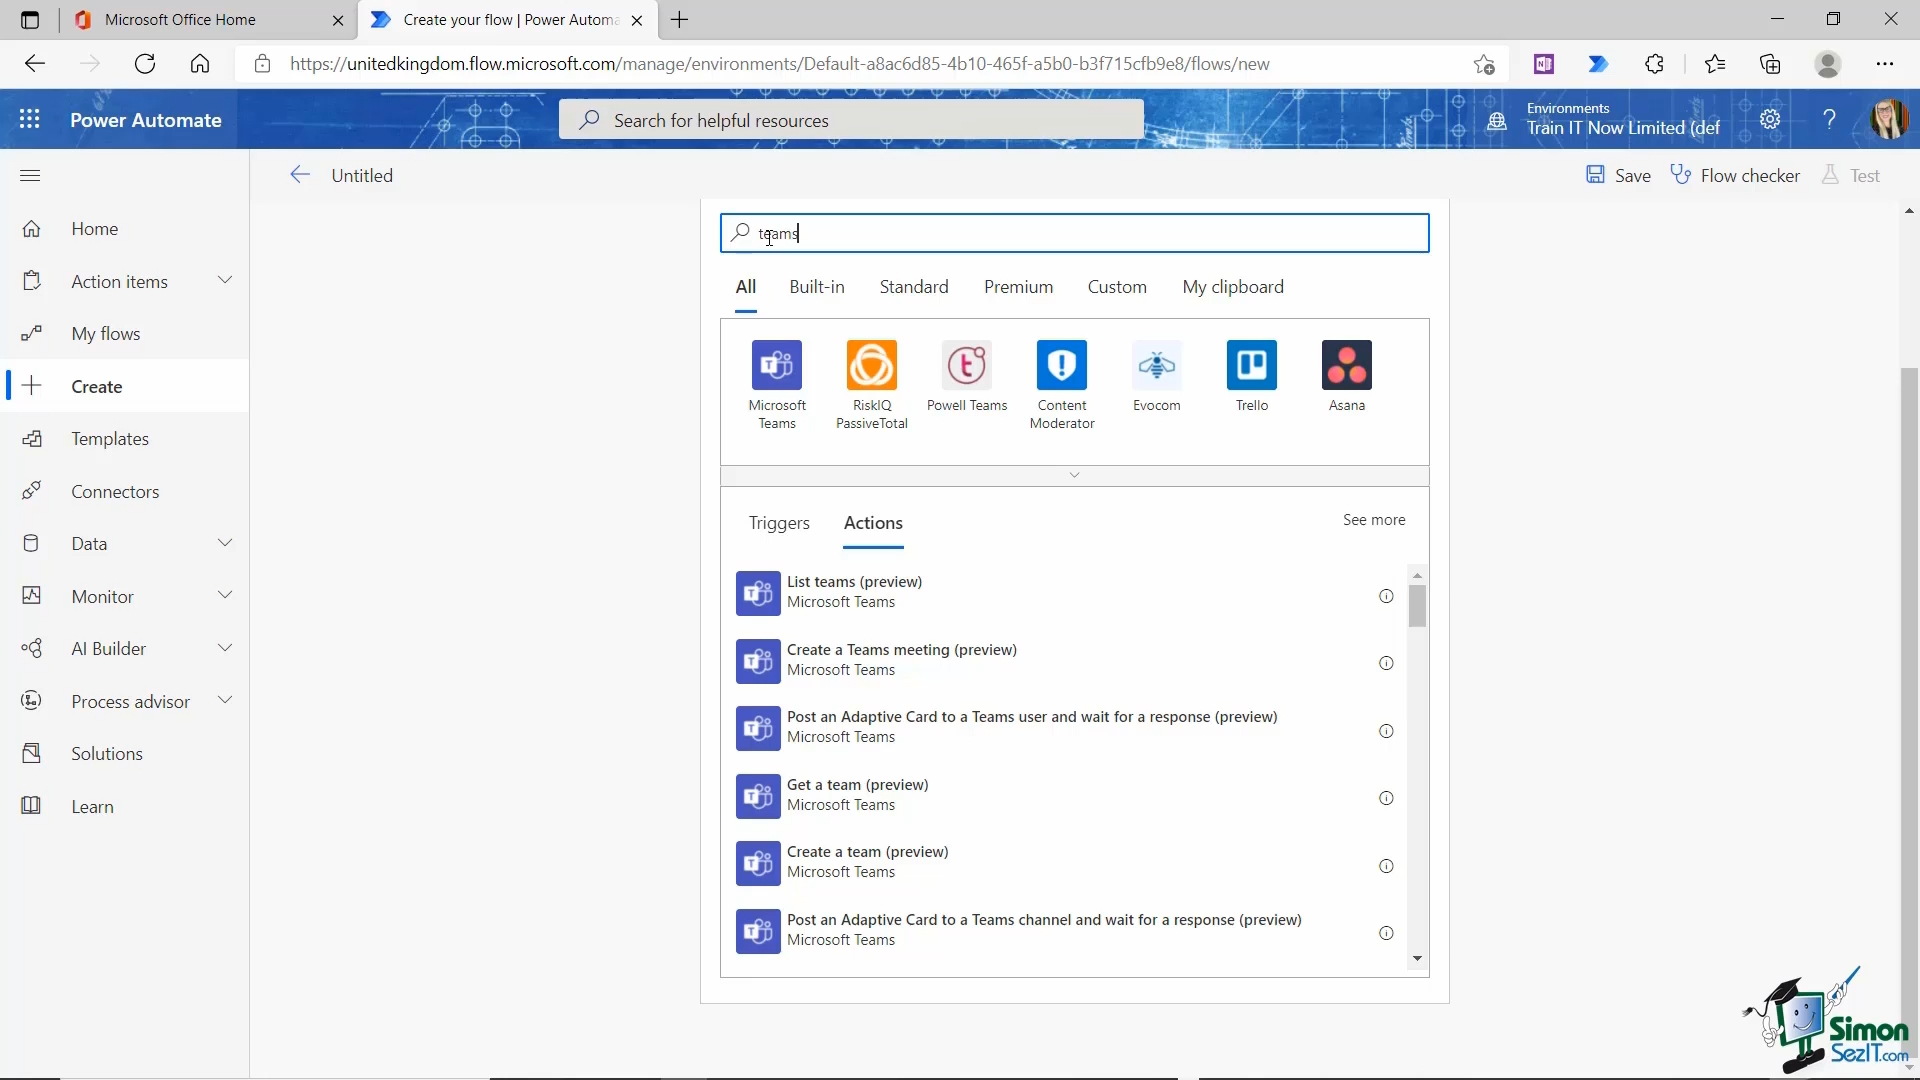 Microsoft Office Home
Create your flow | Power Automa
https://unitedkingdom.flow.microsoft.com/manage/environments/Default-a8ac6d85-4b10-465f-a5b0-b3f715cfb9e8/flows/new
Power Automate
Search for helpful resources
Environments
Train IT Now Limited (def
Untitled
Save
Flow checker
Test
Home
Action items
My flows
Create
Templates
Connectors
Data
Monitor
AI Builder
Process advisor
Solutions
Learn
teams
All
Built-in
Standard
Premium
Custom
My clipboard
Microsoft Teams
RiskIQ PassiveTotal
Powell Teams
Content Moderator
Evocom
Trello
Asana
Triggers
Actions
See more
List teams (preview)
Microsoft Teams
Create a Teams meeting (preview)
Microsoft Teams
Post an Adaptive Card to a Teams user and wait for a response (preview)
Microsoft Teams
Get a team (preview)
Microsoft Teams
Create a team (preview)
Microsoft Teams
Post an Adaptive Card to a Teams channel and wait for a response (preview)
Microsoft Teams
Simon
SezIT.com